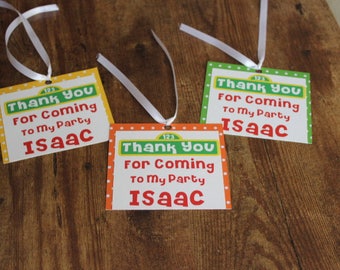 123
Thank You
For Coming
To My Party
Isaac
123
Thank You
For Coming
To My Party
Isaac
123
Thank You
For Coming
To My Party
Isaac